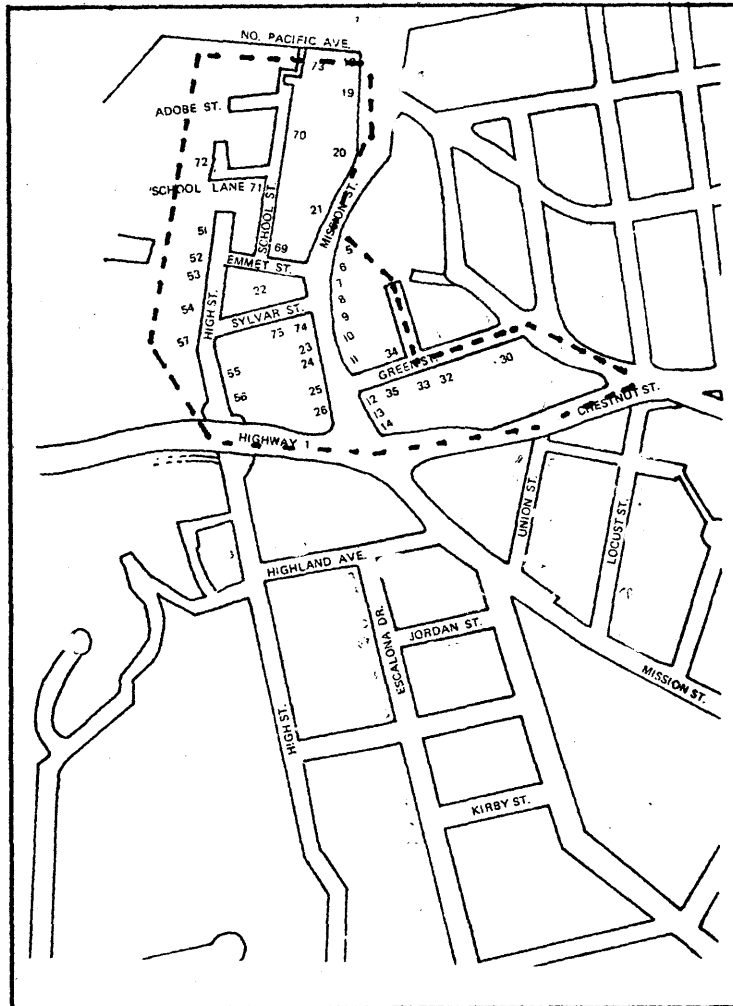 NO. PACIFIC AVE.
73 18
19
ADOBE ST.
70
20
72
SCHOOL LANE 71
SCHOOL ST.
21
MISSION ST.
51
69
5
52
EMMET ST.
6
53
7
22
8
HIGH ST.
54
SYLVAR ST.
9
75 74
10
57
23
11
34
24
GREEN ST.
30
55
33 32
25
12 35
56
13
26
14
CHESTNUT ST.
HIGHWAY 1
UNION ST.
LOCUST ST.
HIGHLAND AVE.
ESCALONA DR.
JORDAN ST.
MISSION ST.
HIGH ST.
KIRBY ST.